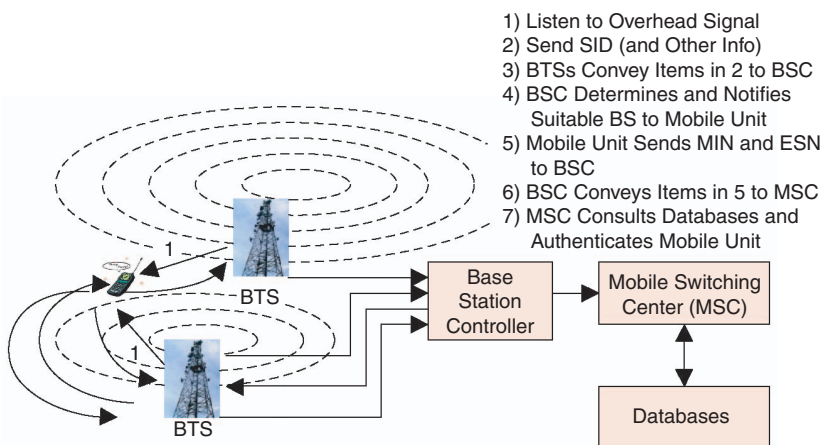 1) Listen to Overhead Signal
2) Send SID (and Other Info)
3) BTSs Convey Items in 2 to BSC
4) BSC Determines and Notifies
Suitable BS to Mobile Unit
5) Mobile Unit Sends MIN and ESN
to BSC
6) BSC Conveys Items in 5 to MSC
7) MSC Consults Databases and
Authenticates Mobile Unit
1
BTS
Base
Station
Controller
Mobile Switching
Center (MSC)
1
BTS
Databases